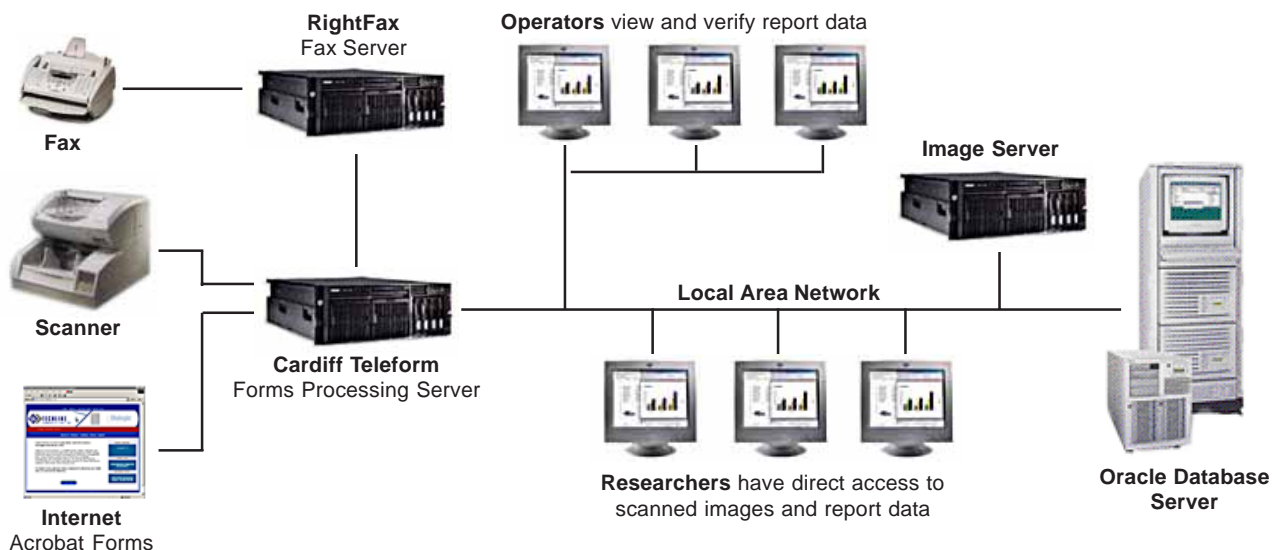 RightFax
Fax Server
Operators view and verify report data
Fax
Image Server
Scanner
Local Area Network
Cardiff Teleform
Forms Processing Server
Researchers have direct access to
scanned images and report data
Oracle Database
Server
Internet
Acrobat Forms